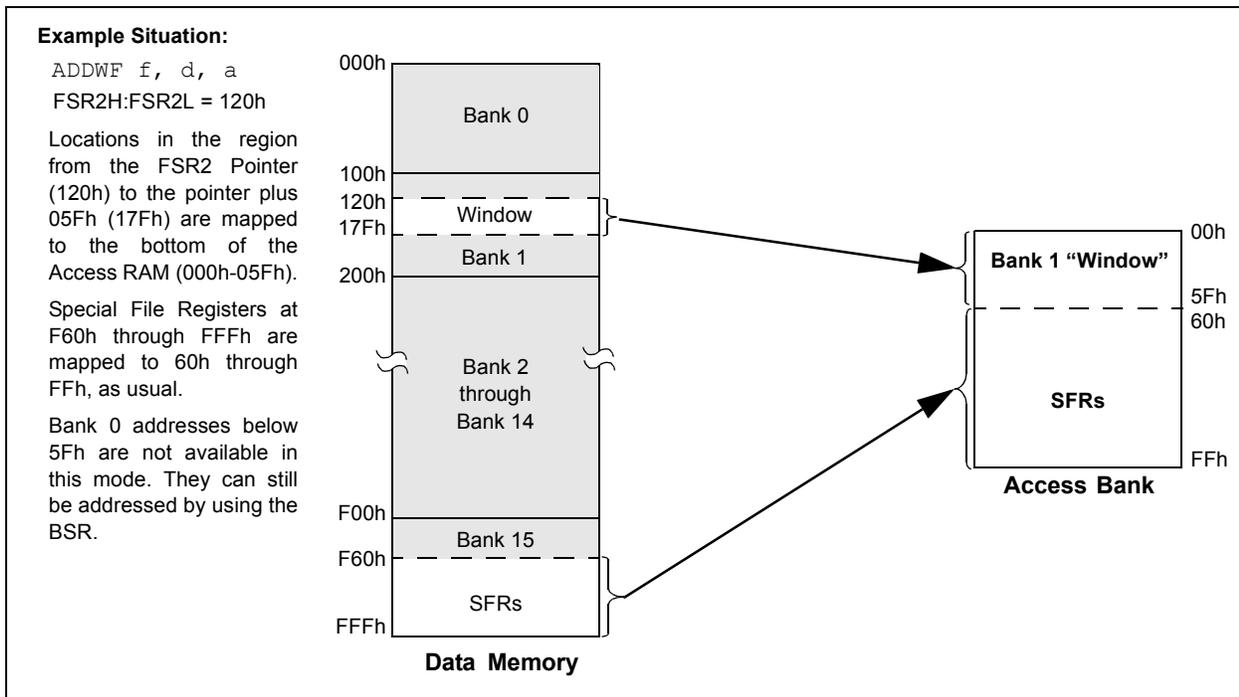 Example Situation:
ADDWF f, d, a
FSR2H:FSR2L = 120h
Locations in the region
from the FSR2 Pointer
(120h) to the pointer plus
05Fh (17Fh) are mapped
to the bottom of the
Access RAM (000h-05Fh).
Special File Registers at
F60h through FFFh are
mapped to 60h through
FFh, as usual.
Bank 0 addresses below
5Fh are not available in
this mode. They can still
be addressed by using the
BSR.
000h
Bank 0
100h
120h
Window
17Fh
Bank 1
200h
Bank 2
through
Bank 14
F00h
Bank 15
F60h
SFRs
FFFh
Data Memory
00h
Bank 1 “Window”
5Fh
60h
SFRs
FFh
Access Bank